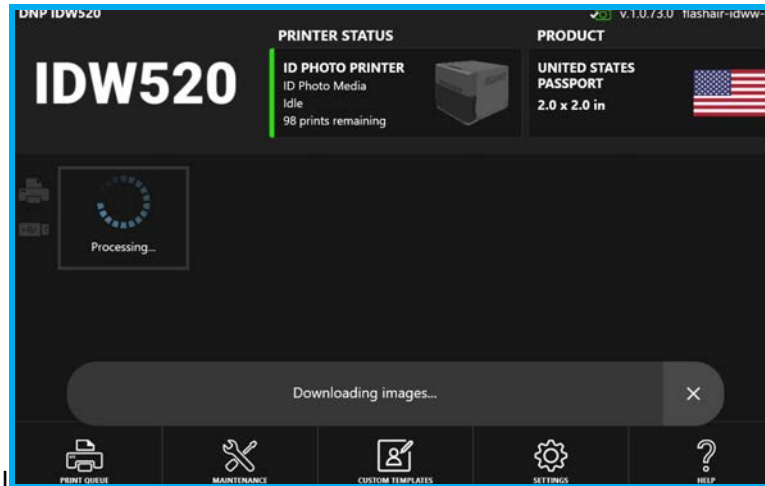 DNP IDW520
v.1.0.73.0 flashair-idww-
IDW520
PRINTER STATUS
ID PHOTO PRINTER
ID Photo Media
Idle
98 prints remaining
PRODUCT
UNITED STATES
PASSPORT
2.0 x 2.0 in
Processing...
Downloading images...
PRINT QUEUE
MAINTENANCE
CUSTOM TEMPLATES
SETTINGS
HELP